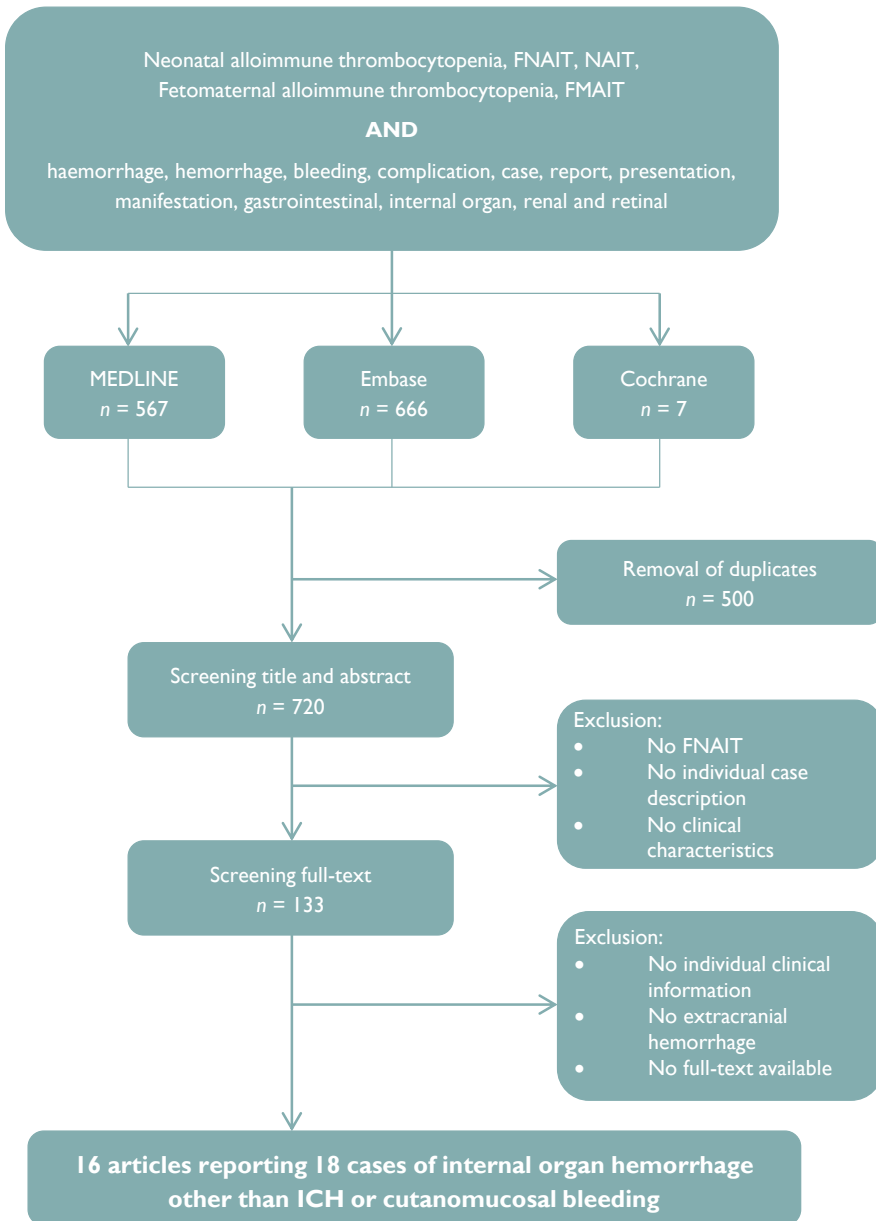 Neonatal alloimmune thrombocytopenia, FNAIT, NAIT,
Fetomaternal alloimmune thrombocytopenia, FMAIT
AND
haemorrhage, hemorrhage, bleeding, complication, case, report, presentation,
manifestation, gastrointestinal, internal organ, renal and retinal
MEDLINE
n = 567
Embase
n = 666
Cochrane
n = 7
Removal of duplicates
n = 500
Screening title and abstract
n = 720
Exclusion:
• No FNAIT
• No individual case
description
• No clinical
characteristics
Screening full-text
n = 133
Exclusion:
• No individual clinical
information
• No extracranial
hemorrhage
• No full-text available
16 articles reporting 18 cases of internal organ hemorrhage
other than ICH or cutanomucosal bleeding